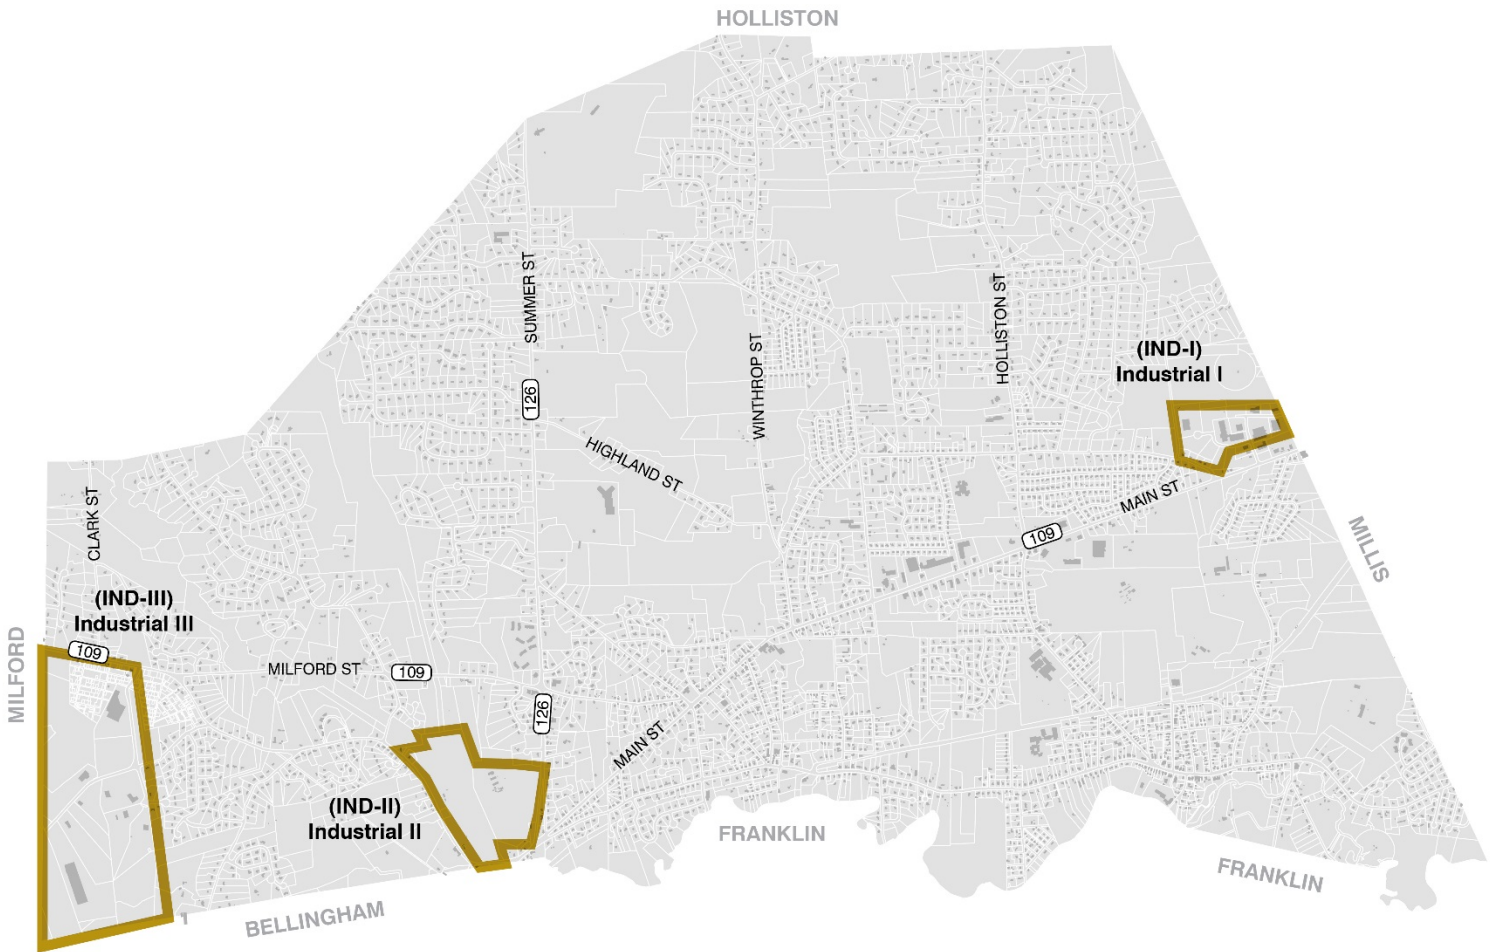 HOLLISTON
SUMMER ST
HOLLISTON ST
WINTHROP ST
(IND-I)
Industrial I
126
HIGHLAND ST
MAIN ST
CLARK ST
109
MILLIS
(IND-III)
Industrial III
MILFORD
109
MILFORD ST
109
126
MAIN ST
(IND-II)
Industrial II
FRANKLIN
FRANKLIN
BELLINGHAM